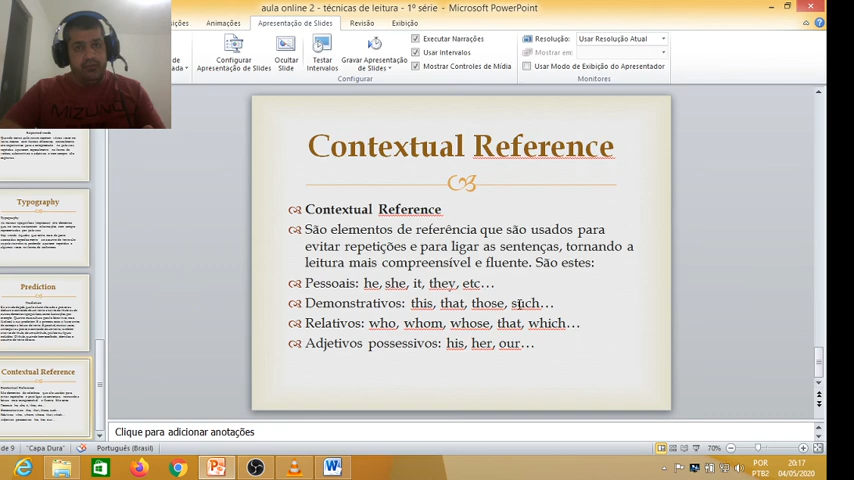 aula online 2 - técnicas de leitura - 1º série - Microsoft PowerPoint
Animações
Apresentação de Slides
Revisão
Exibição
Configurar
Apresentação de Slides
Ocultar
Slide
Testar
Intervalos
Gravar Apresentação
de Slides
Executar Narrações
Usar Intervalos
Mostrar Controles de Mídia
Configurar
Resolução:
Usar Resolução Atual
Mostrar em:
Usar Modo de Exibição do Apresentador
Monitores
MIZUNO
Typography
Prediction
Contextual Reference
Contextual Reference
Contextual Reference
São elementos de referência que são usados para
evitar repetições e para ligar as sentenças, tornando a
leitura mais compreensível e fluente. São estes:
Pessoais: he, she, it, they, etc…
Demonstrativos: this, that, those, such…
Relativos: who, whom, whose, that, which…
Adjetivos possessivos: his, her, our…
Clique para adicionar anotações
de 9
"Capa Dura"
Português (Brasil)
70%
POR
PTB2
20:17
04/05/2020